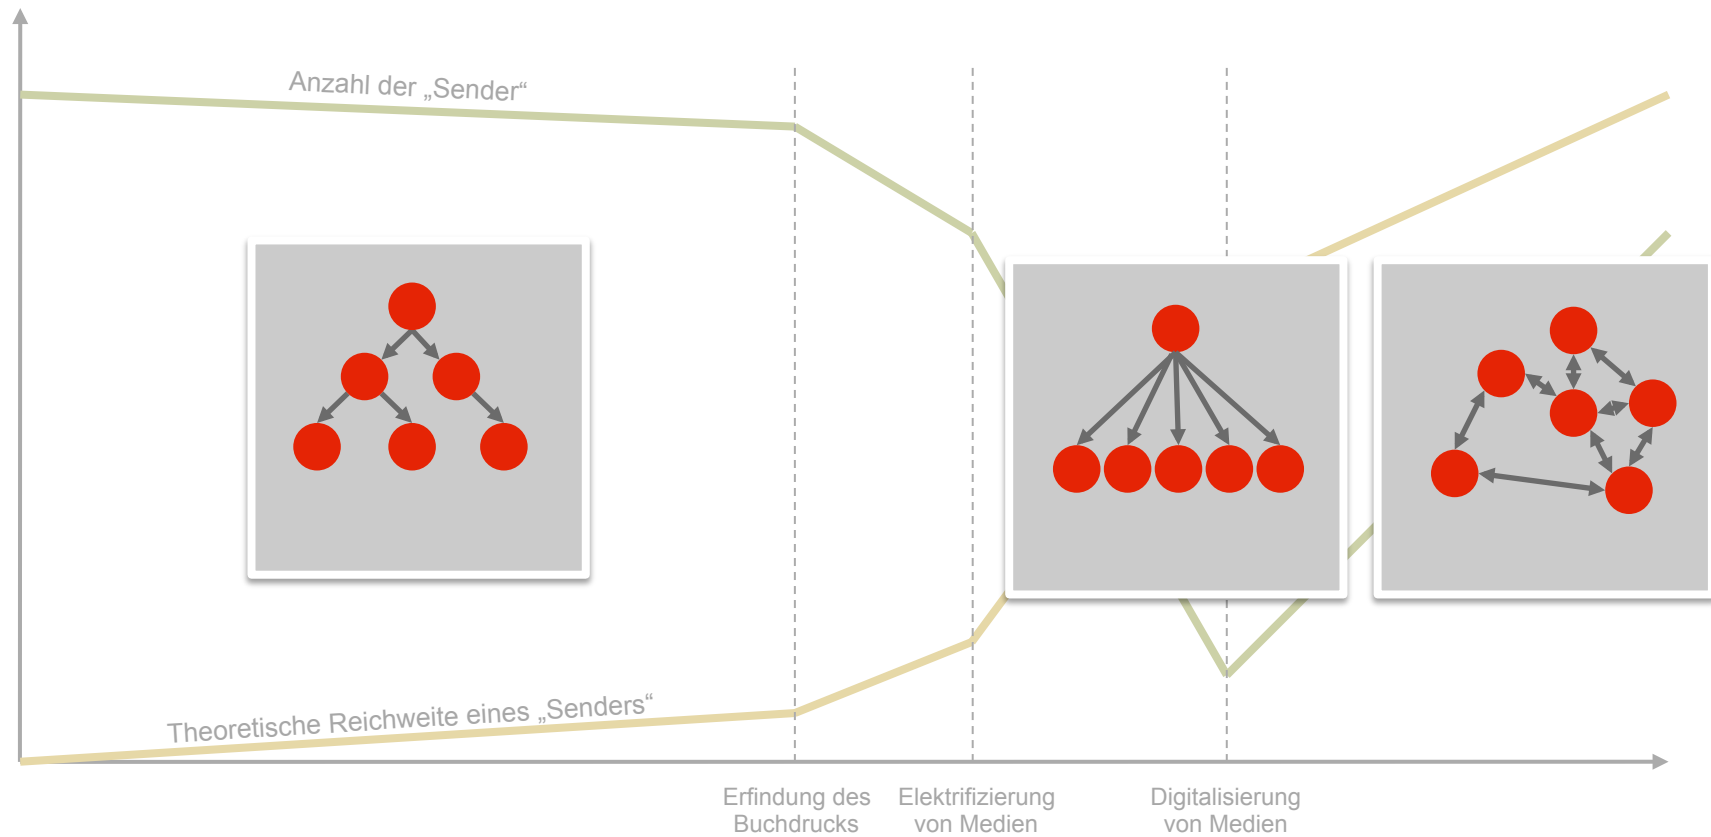 Anzahl der „Sender“
Theoretische Reichweite eines „Senders“
Erfindung des
Buchdrucks
Elektrifizierung
von Medien
Digitalisierung
von Medien